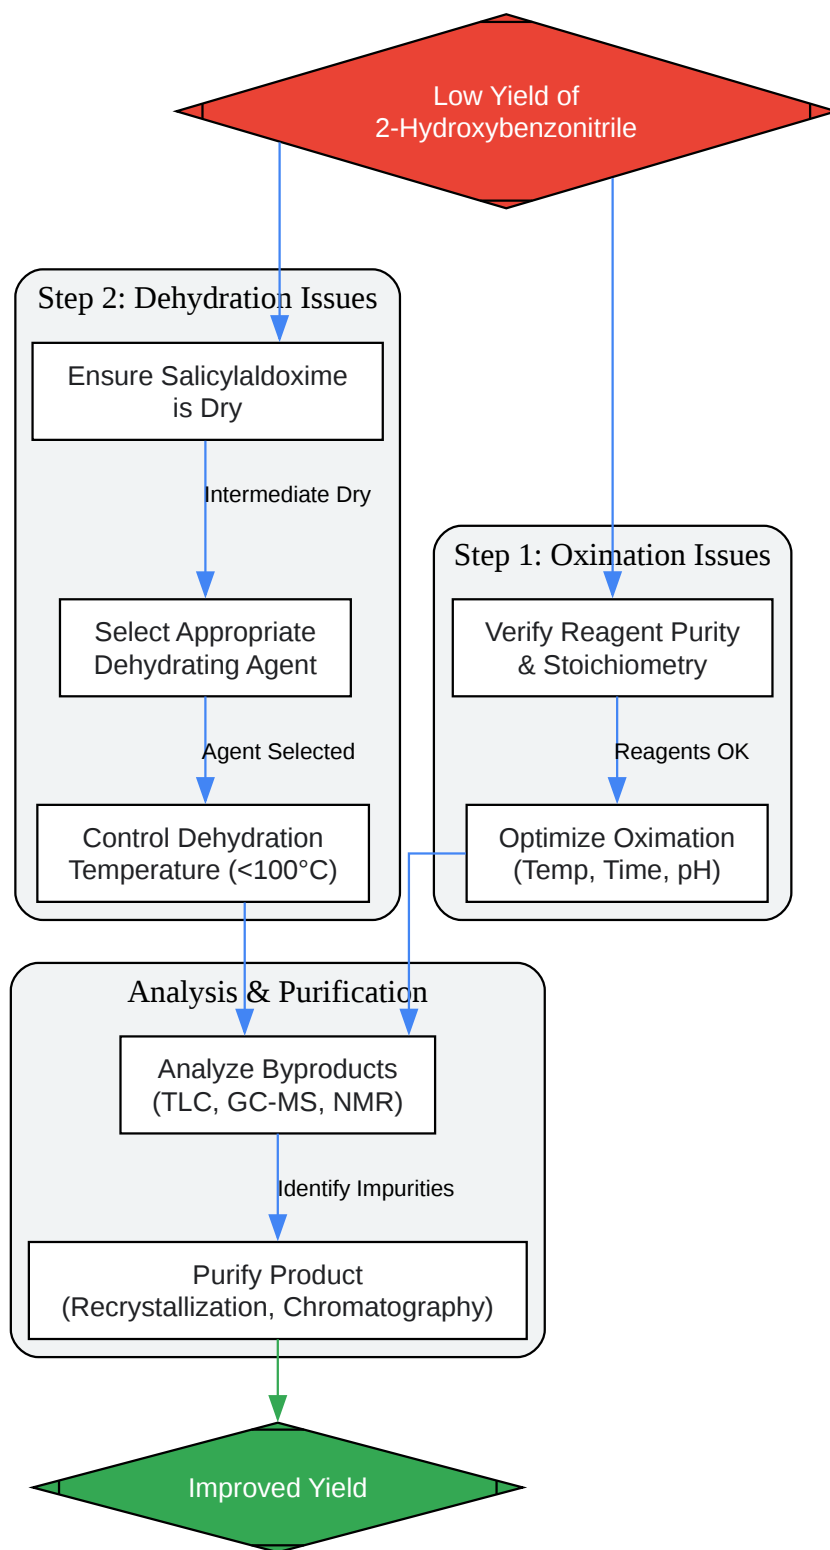 Low Yield of
2-Hydroxybenzonitrile
Step 2: Dehydration Issues
Ensure Salicylaldoxime
is Dry
Intermediate Dry
Select Appropriate
Dehydrating Agent
Agent Selected
Control Dehydration
Temperature (<100°C)
Step 1: Oximation Issues
Verify Reagent Purity
& Stoichiometry
Reagents OK
Optimize Oximation
(Temp, Time, pH)
Analysis & Purification
Analyze Byproducts
(TLC, GC-MS, NMR)
Identify Impurities
Purify Product
(Recrystallization, Chromatography)
Improved Yield